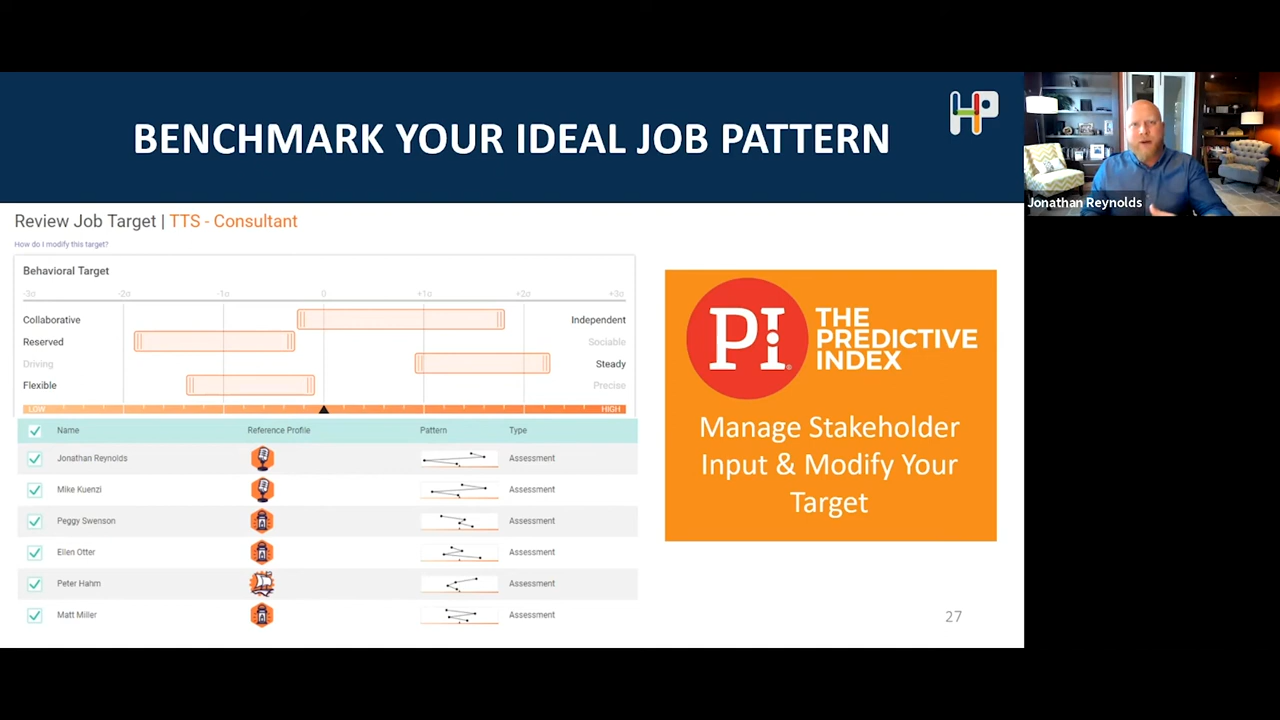 BENCHMARK YOUR IDEAL JOB PATTERN
HP
Jonathan Reynolds
Review Job Target | TTS - Consultant
How do I modify this target?
Behavioral Target
-3σ -2σ -1σ 0 +1σ +2σ +3σ
Collaborative Independent
Reserved Sociable
Driving Steady
Flexible Precise
LOW HIGH
Name Reference Profile Pattern Type
Jonathan Reynolds Assessment
Mike Kuenzi Assessment
Peggy Swenson Assessment
Ellen Otter Assessment
Peter Hahm Assessment
Matt Miller Assessment
PI® THE
PREDICTIVE
INDEX
Manage Stakeholder
Input & Modify Your
Target
27